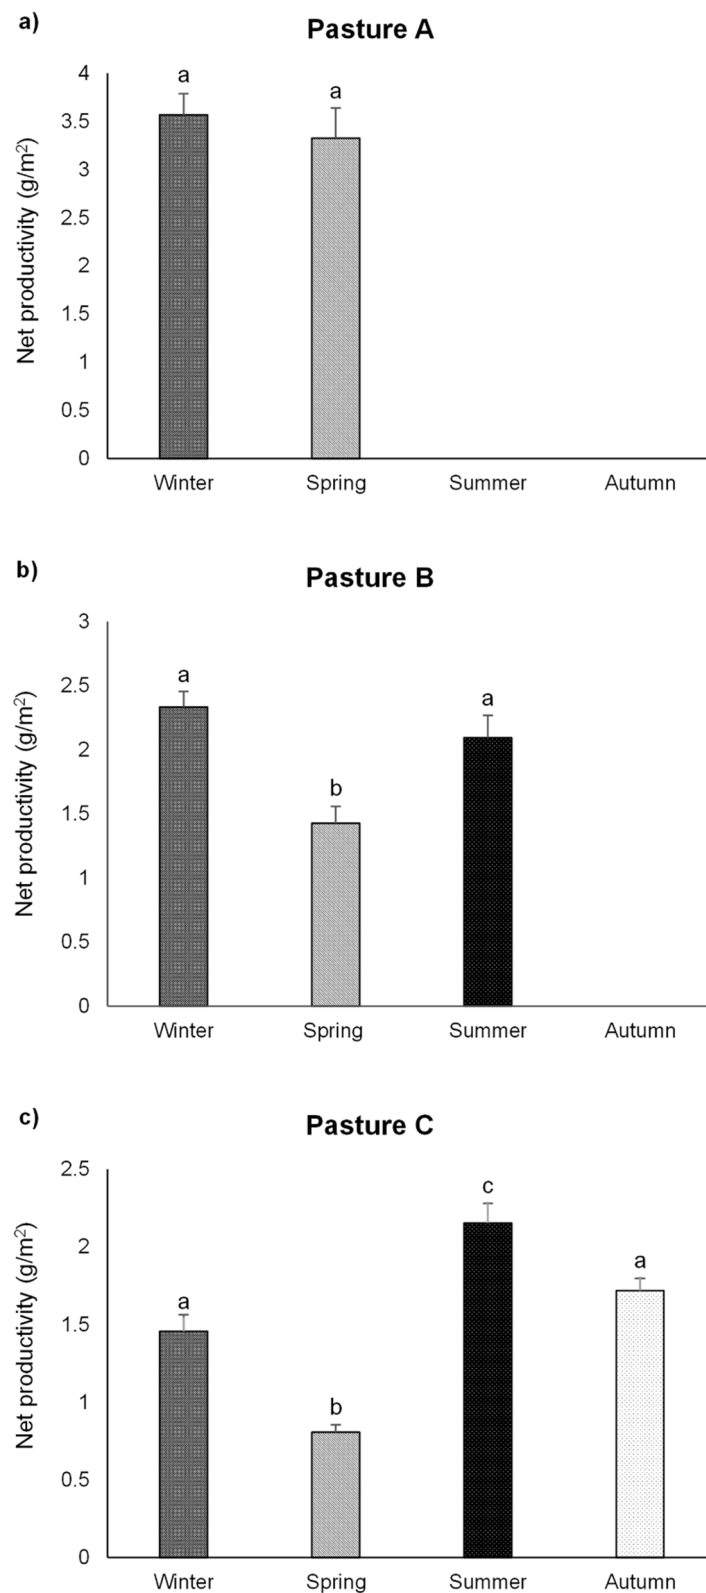 a)
Pasture A
Net productivity (g/m²)
4
3.5
3
2.5
2
1.5
1
0.5
0
a
a
Winter Spring Summer Autumn
b)
Pasture B
Net productivity (g/m²)
3
2.5
2
1.5
1
0.5
0
a
b
a
Winter Spring Summer Autumn
c)
Pasture C
Net productivity (g/m²)
2.5
2
1.5
1
0.5
0
a
b
c
a
Winter Spring Summer Autumn